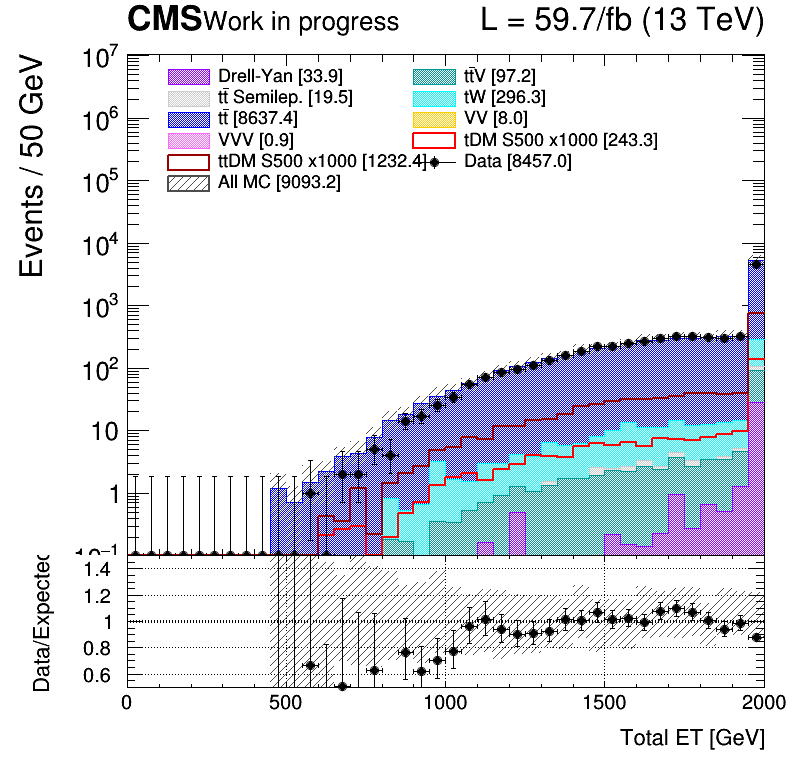 CMS Work in progress L = 59.7/fb (13 TeV)
Events / 50 GeV
10⁷
10⁶
10⁵
10⁴
10³
10²
10
1
10⁻¹
Drell-Yan [33.9] tt̄V [97.2]
tt̄ Semilep. [19.5] tW [296.3]
tt̄ [8637.4] VV [8.0]
VVV [0.9] tDM S500 x1000 [243.3]
ttDM S500 x1000 [1232.4] Data [8457.0]
All MC [9093.2]
Data/Expected
1.4
1.2
1
0.8
0.6
0 500 1000 1500 2000
Total ET [GeV]